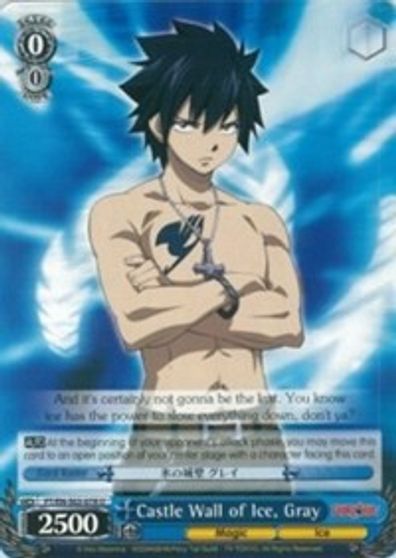 0
0
And it's certainly not gonna be the last. You know
ice has the power to slow everything down, don't ya?
AUTO At the beginning of your opponent's attack phase, you may move this
card to an open position of your center stage with a character facing this card.
氷の城壁 グレイ
2500
Castle Wall of Ice, Gray
Magic
Ice